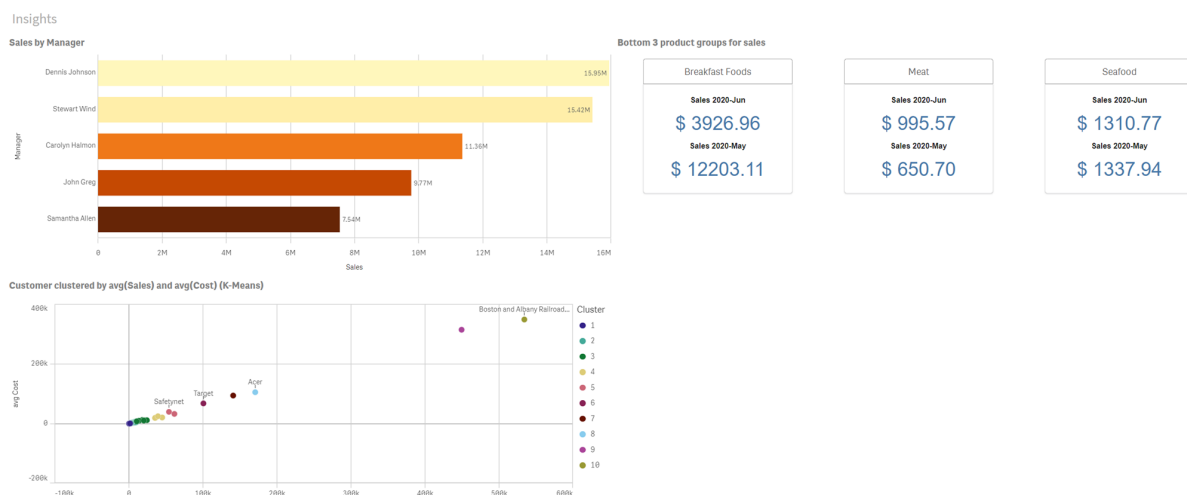 Insights
Sales by Manager
Manager
Dennis Johnson
15.95M
Stewart Wind
15.42M
Carolyn Halmon
11.36M
John Greg
9.77M
Samantha Allen
7.54M
0 2M 4M 6M 8M 10M 12M 14M 16M
Sales
Bottom 3 product groups for sales
Breakfast Foods
Sales 2020-Jun
$ 3926.96
Sales 2020-May
$ 12203.11
Meat
Sales 2020-Jun
$ 995.57
Sales 2020-May
$ 650.70
Seafood
Sales 2020-Jun
$ 1310.77
Sales 2020-May
$ 1337.94
Customer clustered by avg(Sales) and avg(Cost) (K-Means)
avg Cost
400k
200k
0
-200k
Boston and Albany Railroad...
Acer
Target
Safetynet
-100k 0 100k 200k 300k 400k 500k 600k
Cluster
1
2
3
4
5
6
7
8
9
10